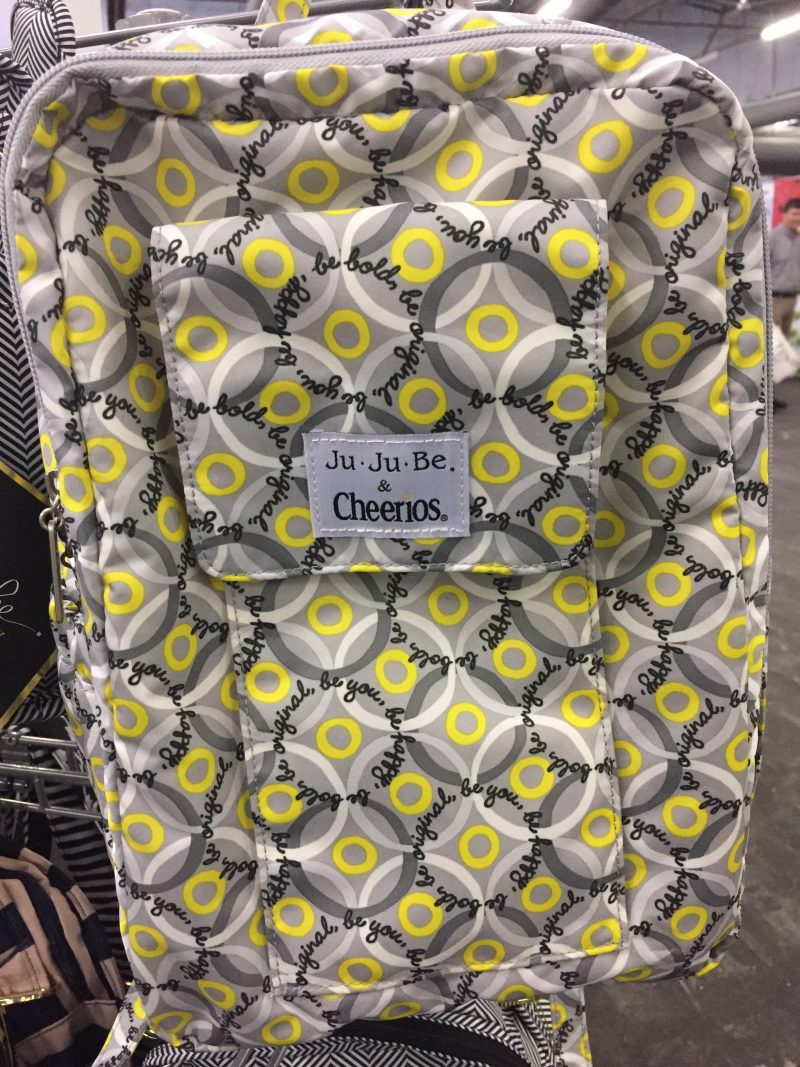 Ju·Ju·Be.
&
Cheerios®
be bold, be original, be you, be happy,